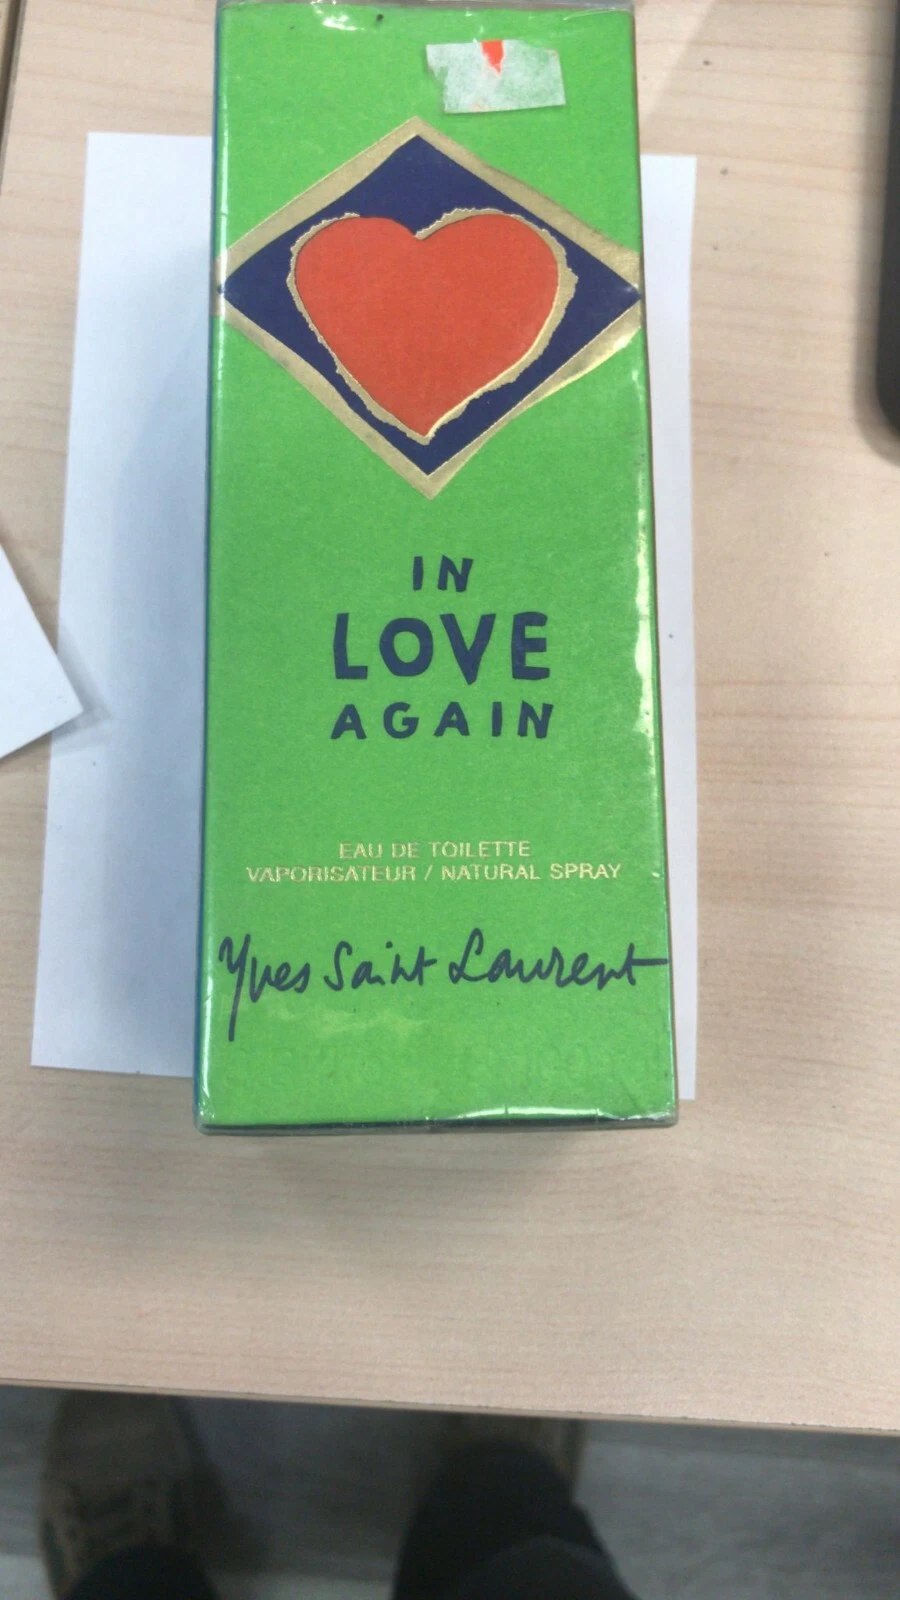 IN
LOVE
AGAIN
EAU DE TOILETTE
VAPORISATEUR / NATURAL SPRAY
Yves Saint Laurent